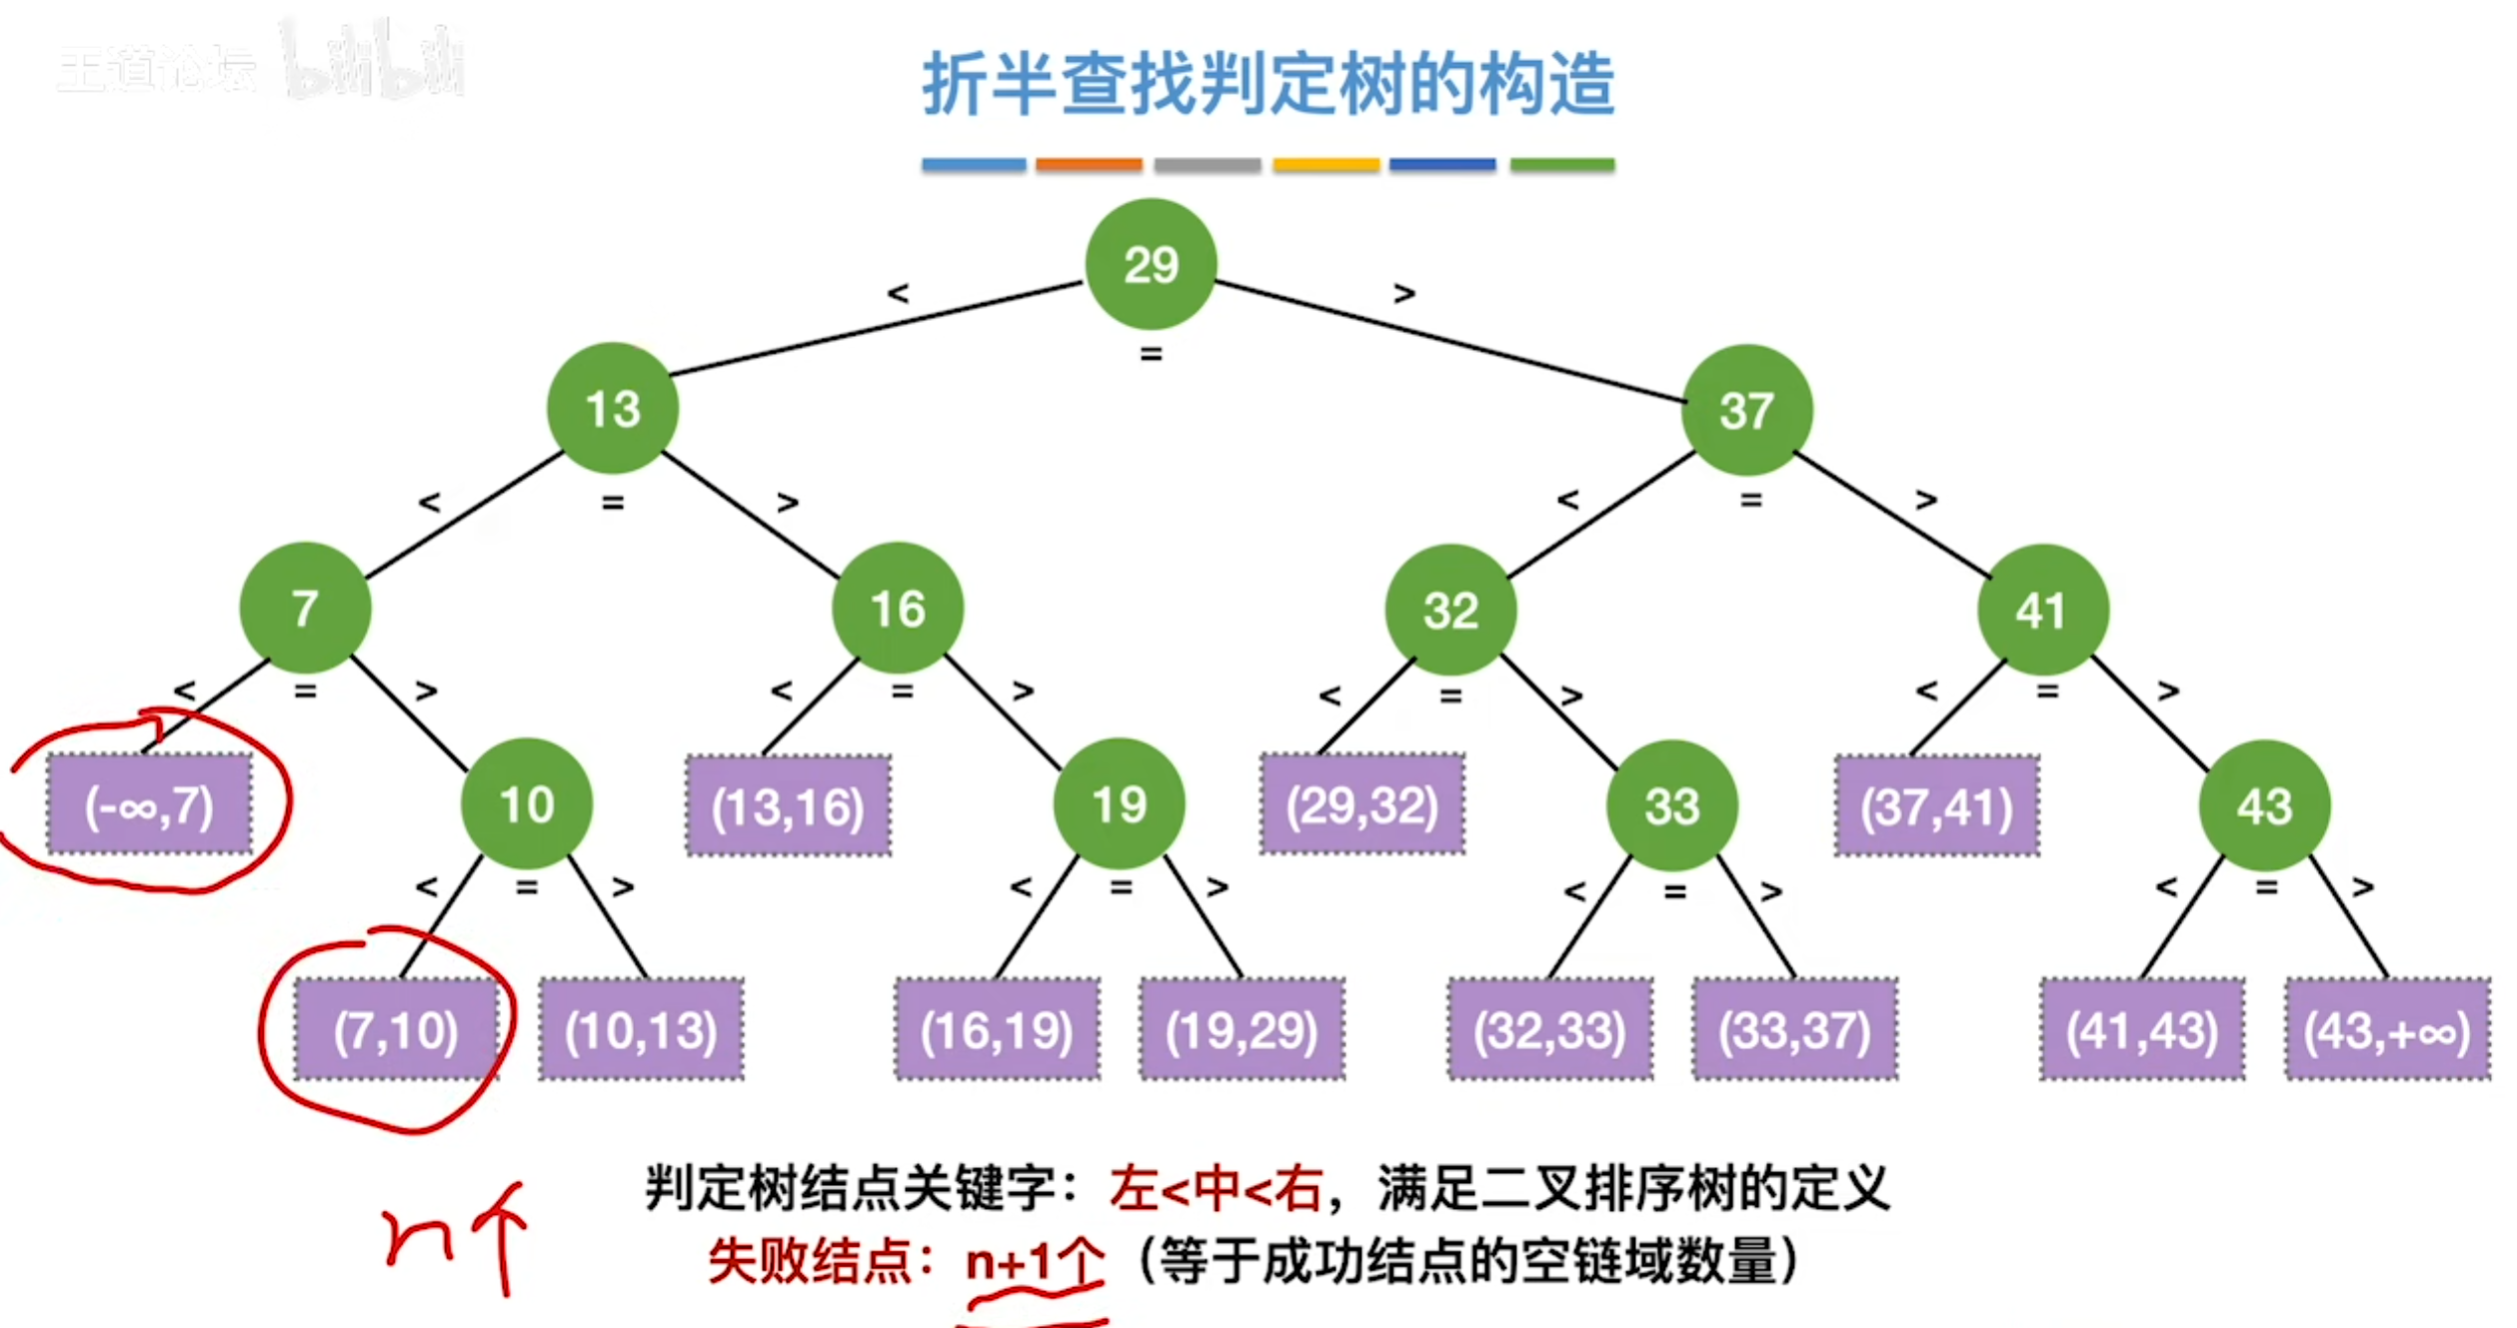 王道论坛 bilibili
折半查找判定树的构造
29
< = >
13 37
< = > < = >
7 16 32 41
< = > < = > < = > < = >
(-∞,7) 10 (13,16) 19 (29,32) 33 (37,41) 43
< = > < = > < = > < = >
(7,10) (10,13) (16,19) (19,29) (32,33) (33,37) (41,43) (43,+∞)
判定树结点关键字：左<中<右，满足二叉排序树的定义
n个
失败结点：n+1个（等于成功结点的空链域数量）